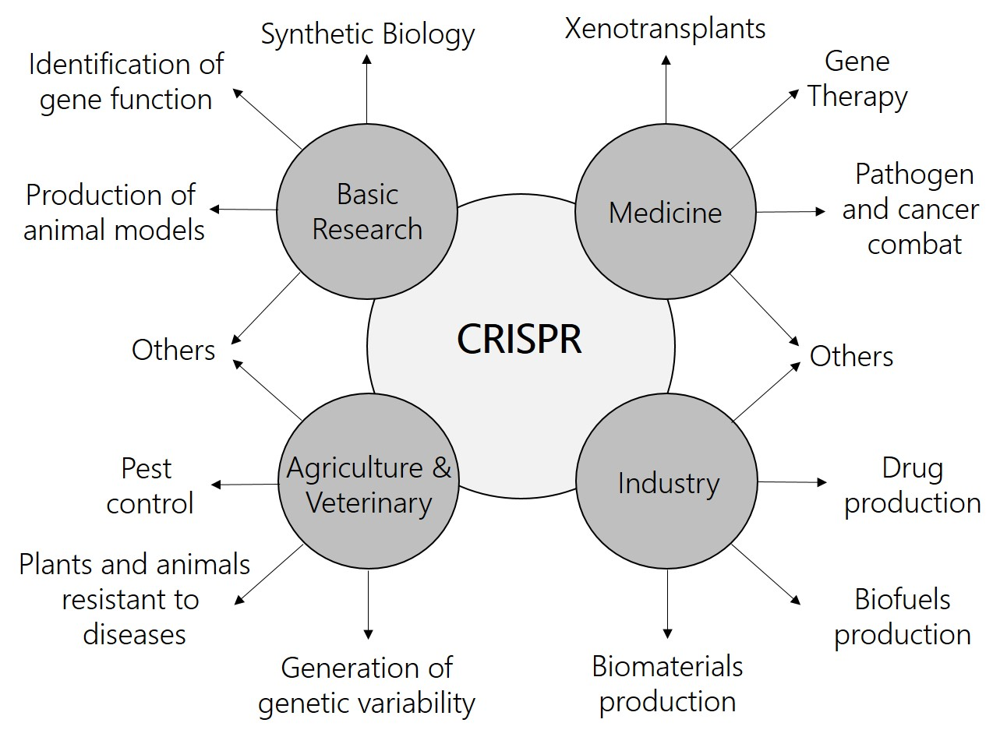 Synthetic Biology
Xenotransplants
Identification of
gene function
Gene
Therapy
Production of
animal models
Basic
Research
Medicine
Pathogen
and cancer
combat
CRISPR
Others
Others
Pest
control
Agriculture &
Veterinary
Industry
Drug
production
Plants and animals
resistant to
diseases
Biofuels
production
Generation of
genetic variability
Biomaterials
production